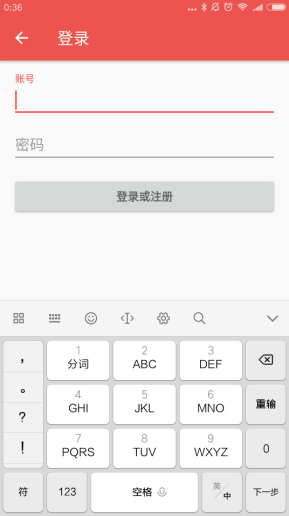 0:36
登录
账号
密码
登录或注册
, 1 2 3
分词 ABC DEF
。 4 5 6 重输
GHI JKL MNO
? 7 8 9 0
PQRS TUV WXYZ
!
符 123 空格 英/中 下一步